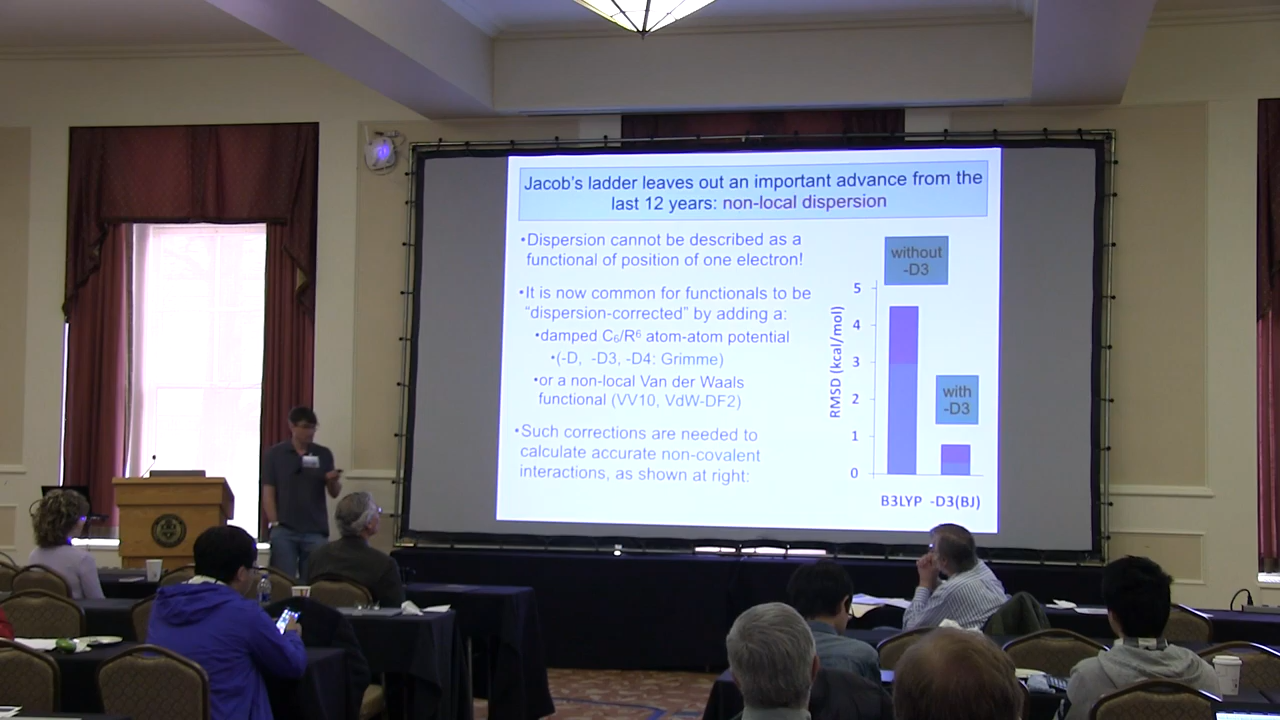 Jacob's ladder leaves out an important advance from the
last 12 years: non-local dispersion
•Dispersion cannot be described as a
functional of position of one electron!
•It is now common for functionals to be
"dispersion-corrected" by adding a:
•damped C₆/R⁶ atom-atom potential
•(-D, -D3, -D4: Grimme)
•or a non-local Van der Waals
functional (VV10, VdW-DF2)
•Such corrections are needed to
calculate accurate non-covalent
interactions, as shown at right:
without
-D3
with
-D3
RMSD (kcal/mol)
5
4
3
2
1
0
B3LYP -D3(BJ)